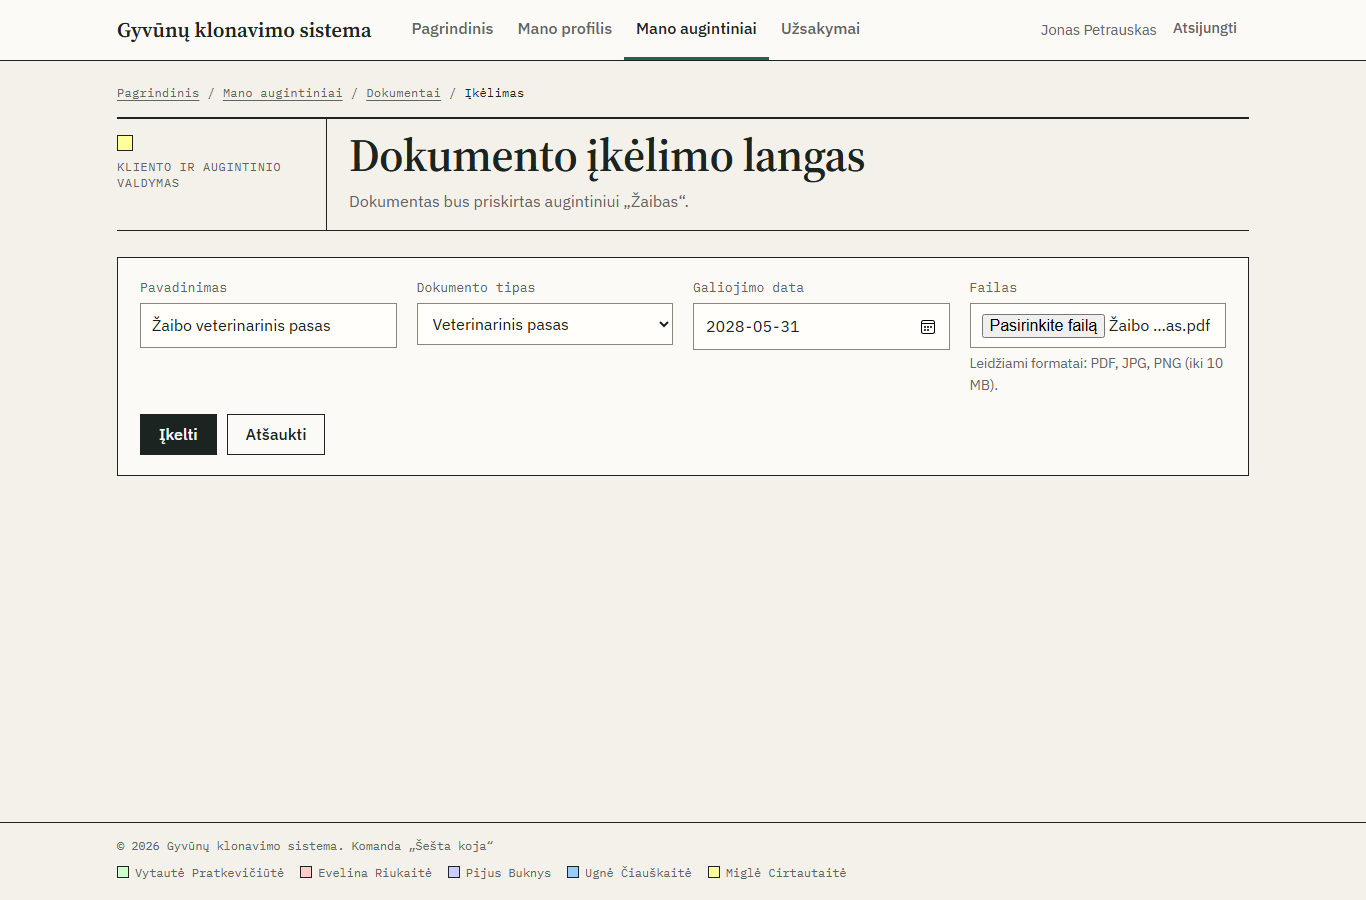 Gyvūnų klonavimo sistema Pagrindinis Mano profilis Mano augintiniai Užsakymai Jonas Petrauskas Atsijungti
Pagrindinis / Mano augintiniai / Dokumentai / Įkėlimas
KLIENTO IR AUGINTINIO
VALDYMAS
Dokumento įkėlimo langas
Dokumentas bus priskirtas augintiniui „Žaibas“.
Pavadinimas Dokumento tipas Galiojimo data Failas
Žaibo veterinarinis pasas Veterinarinis pasas 2028-05-31 Pasirinkite failą Žaibo ...as.pdf
Leidžiami formatai: PDF, JPG, PNG (iki 10
MB).
Įkelti Atšaukti
© 2026 Gyvūnų klonavimo sistema. Komanda „Šešta koja“
Vytautė Pratkevičiūtė Evelina Riukaitė Pijus Buknys Ugnė Čiauškaitė Miglė Cirtautaitė